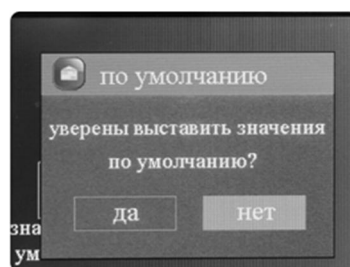 по умолчанию
уверены выставить значения
по умолчанию?
да нет
зна
ум